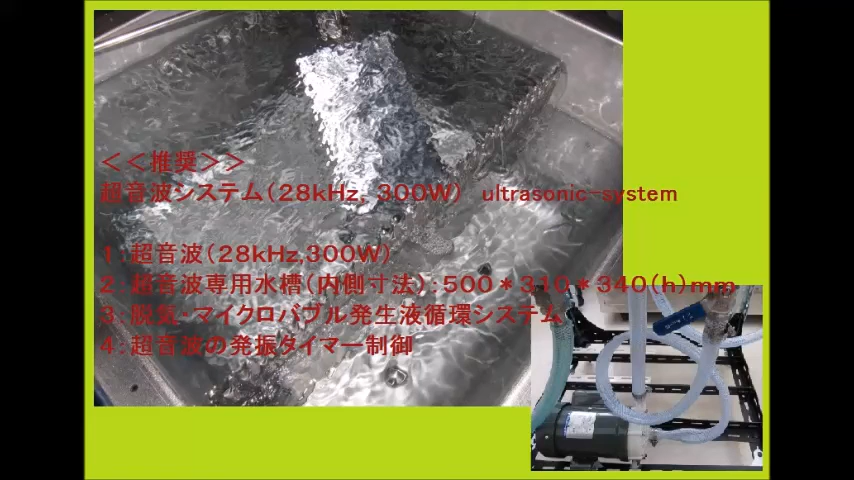 ＜＜推奨＞＞
超音波システム（２８ｋＨｚ，３００Ｗ） ultrasonic-system
１：超音波（２８ｋＨｚ,３００Ｗ）
２：超音波専用水槽（内側寸法）：５００＊３１０＊３４０（ｈ）ｍｍ
３：脱気・マイクロバブル発生液循環システム
４：超音波の発振タイマー制御